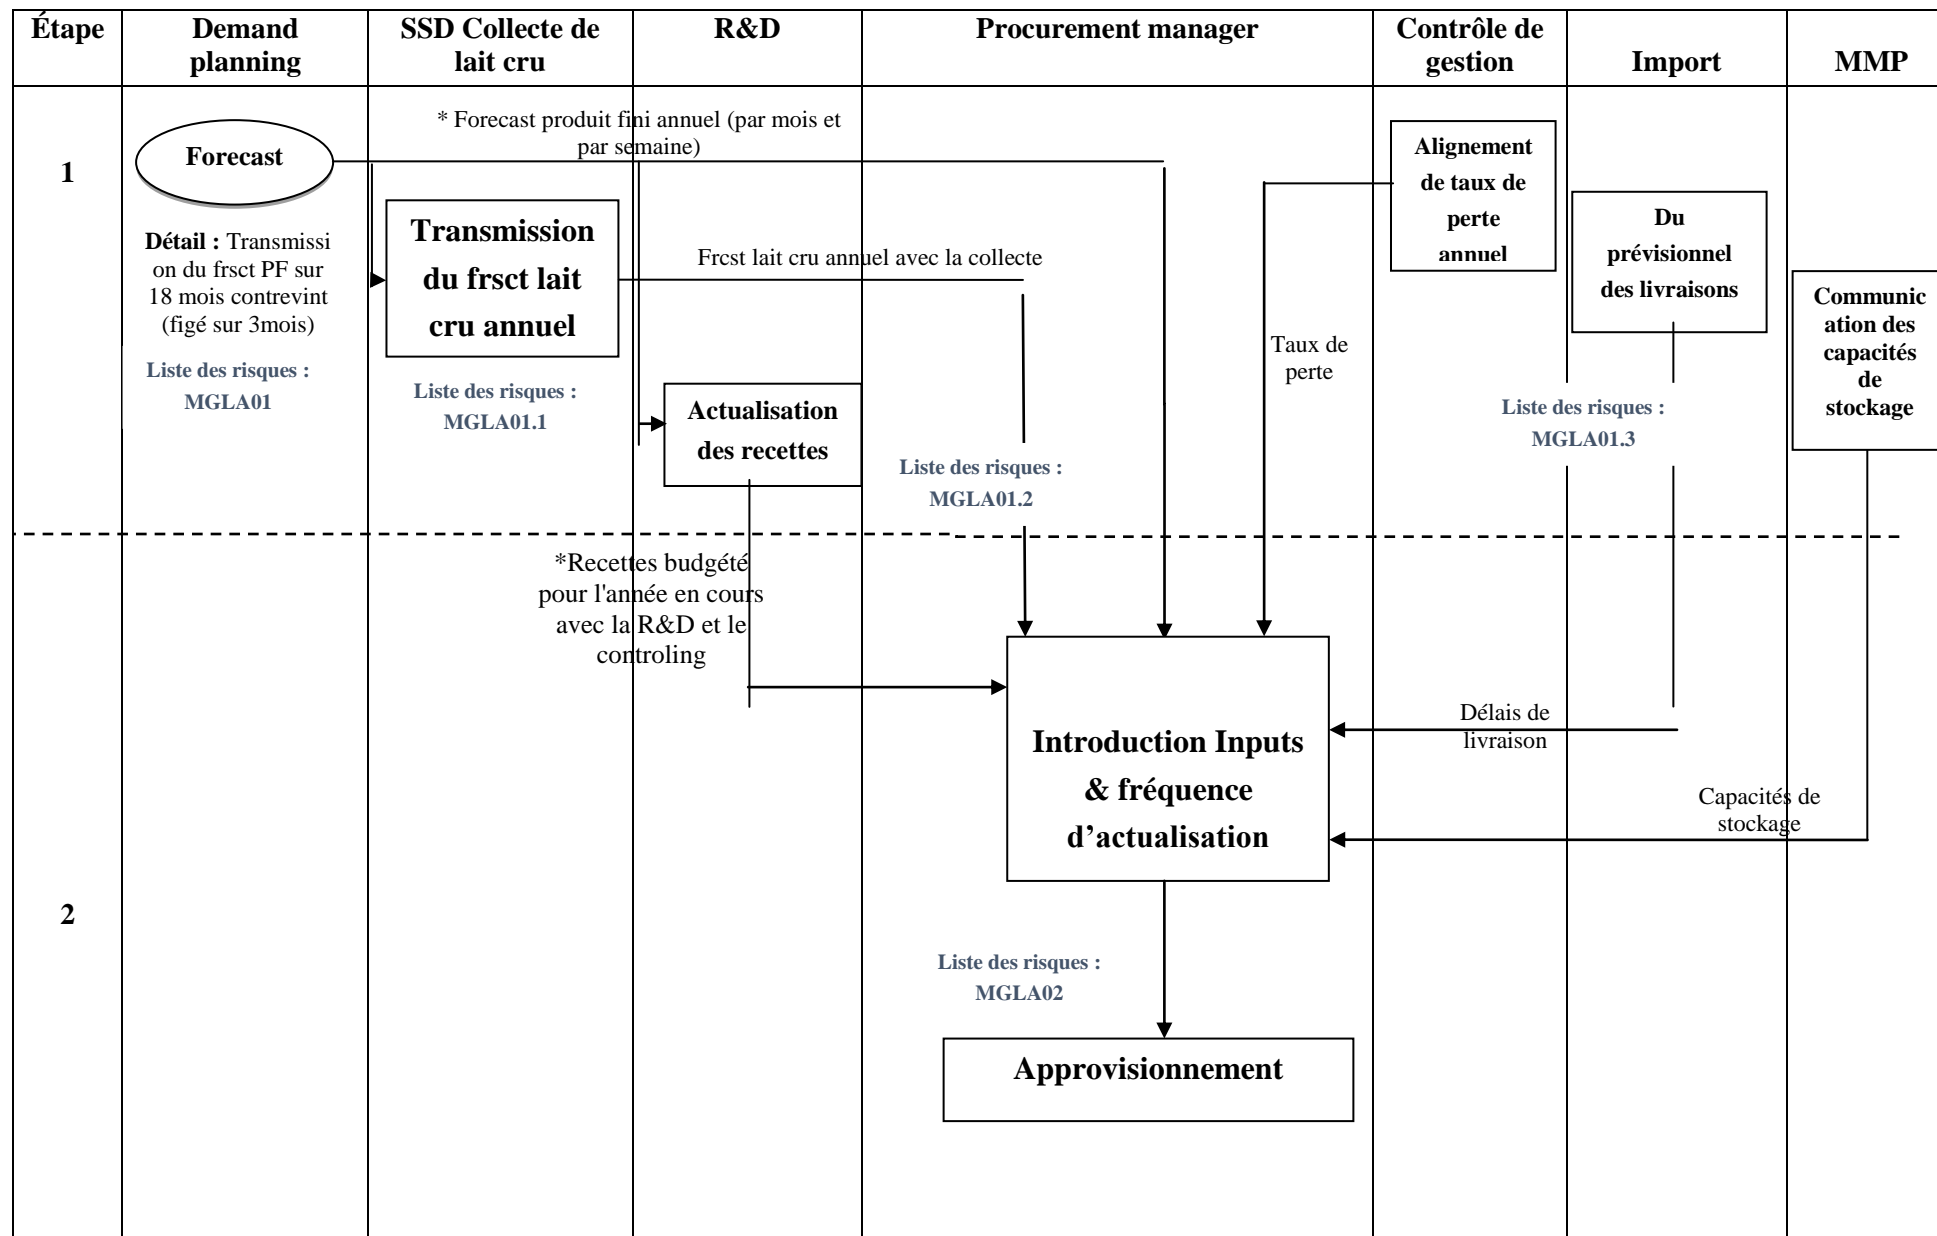 Étape
Demand
planning
SSD Collecte de
lait cru
R&D
Procurement manager
Contrôle de
gestion
Import
MMP
1
Forecast
* Forecast produit fini annuel (par mois et
par semaine)
Détail : Transmissi
on du frsct PF sur
18 mois contrevint
(figé sur 3mois)
Liste des risques :
MGLA01
Transmission
du frsct lait
cru annuel
Liste des risques :
MGLA01.1
Frcst lait cru annuel avec la collecte
Actualisation
des recettes
Liste des risques :
MGLA01.2
Alignement
de taux de
perte
annuel
Taux de
perte
Du
prévisionnel
des livraisons
Liste des risques :
MGLA01.3
Communic
ation des
capacités
de
stockage
2
*Recettes budgété
pour l'année en cours
avec la R&D et le
controling
Introduction Inputs
& fréquence
d’actualisation
Délais de
livraison
Capacités de
stockage
Liste des risques :
MGLA02
Approvisionnement